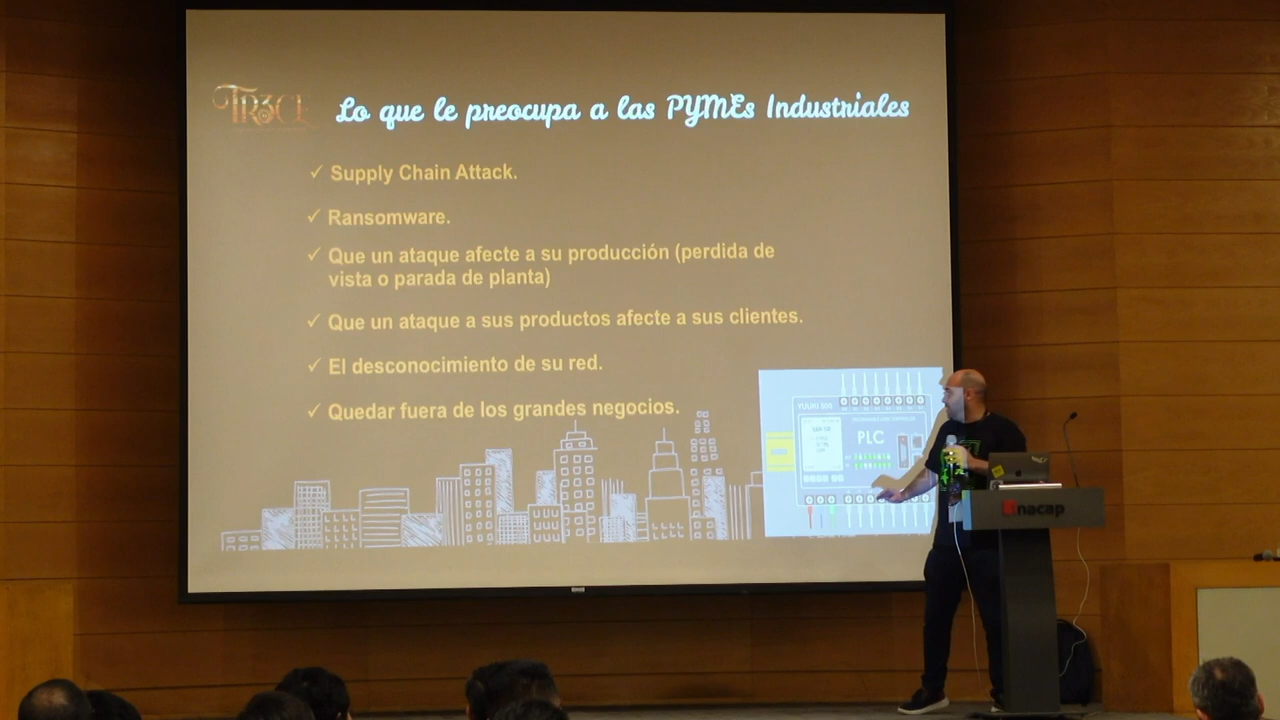 TR3CE
Lo que le preocupa a las PYMEs Industriales
✓ Supply Chain Attack.
✓ Ransomware.
✓ Que un ataque afecte a su producción (perdida de
vista o parada de planta)
✓ Que un ataque a sus productos afecte a sus clientes.
✓ El desconocimiento de su red.
✓ Quedar fuera de los grandes negocios.
PLC
inacap